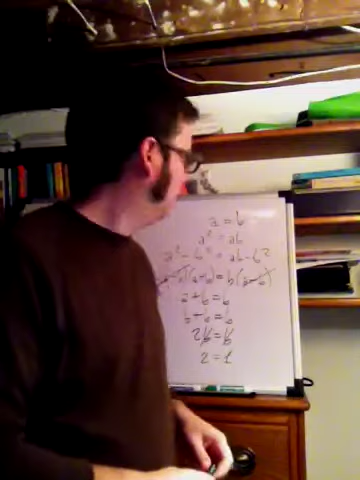 a = b
a² = ab
a² - b² = ab - b²
(a-b)(a+b) = b(a-b)
a+b = b
b+b = b
2b = b
2 = 1